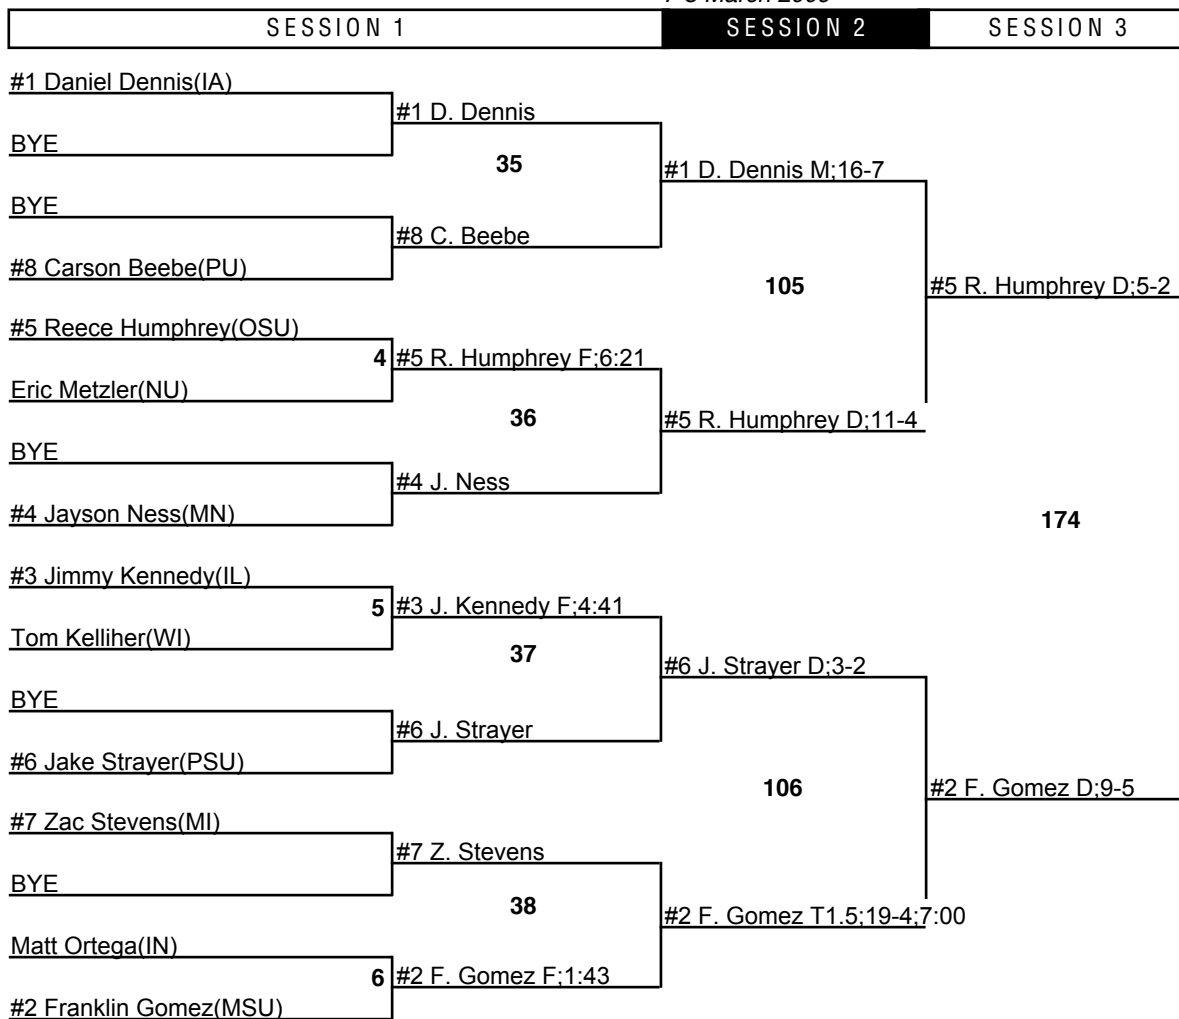 March
SESSION 1
SESSION 2
SESSION 3
#1 Daniel Dennis(IA)
#1 D. Dennis
BYE
35
#1 D. Dennis M;16-7
BYE
#8 C. Beebe
#8 Carson Beebe(PU)
105
#5 R. Humphrey D;5-2
#5 Reece Humphrey(OSU)
4
#5 R. Humphrey F;6:21
Eric Metzler(NU)
36
#5 R. Humphrey D;11-4
BYE
#4 J. Ness
#4 Jayson Ness(MN)
174
#3 Jimmy Kennedy(IL)
5
#3 J. Kennedy F;4:41
Tom Kelliher(WI)
37
#6 J. Strayer D;3-2
BYE
#6 J. Strayer
#6 Jake Strayer(PSU)
106
#2 F. Gomez D;9-5
#7 Zac Stevens(MI)
#7 Z. Stevens
BYE
38
#2 F. Gomez T1.5;19-4;7:00
Matt Ortega(IN)
6
#2 F. Gomez F;1:43
#2 Franklin Gomez(MSU)